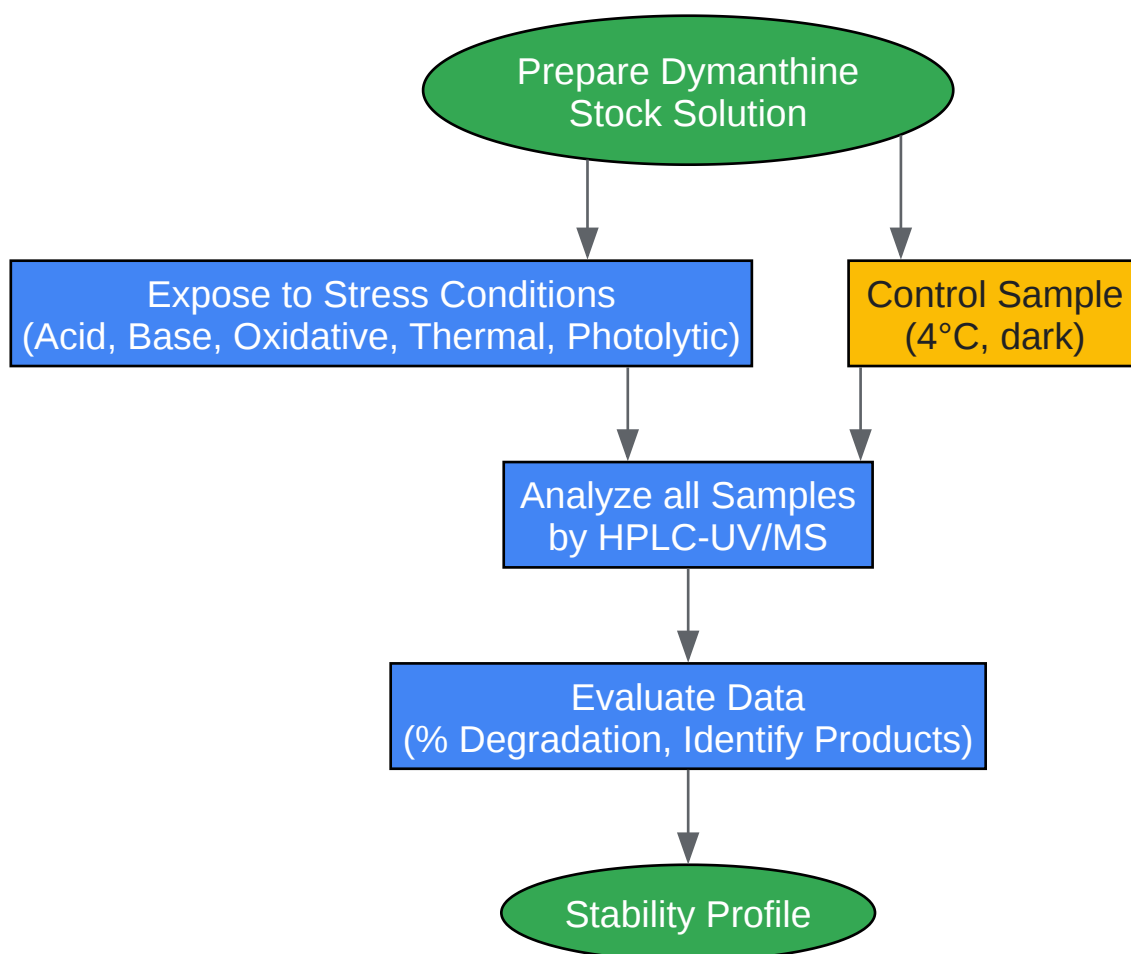 Prepare Dymanthine
Stock Solution
Expose to Stress Conditions
(Acid, Base, Oxidative, Thermal, Photolytic)
Control Sample
(4°C, dark)
Analyze all Samples
by HPLC-UV/MS
Evaluate Data
(% Degradation, Identify Products)
Stability Profile